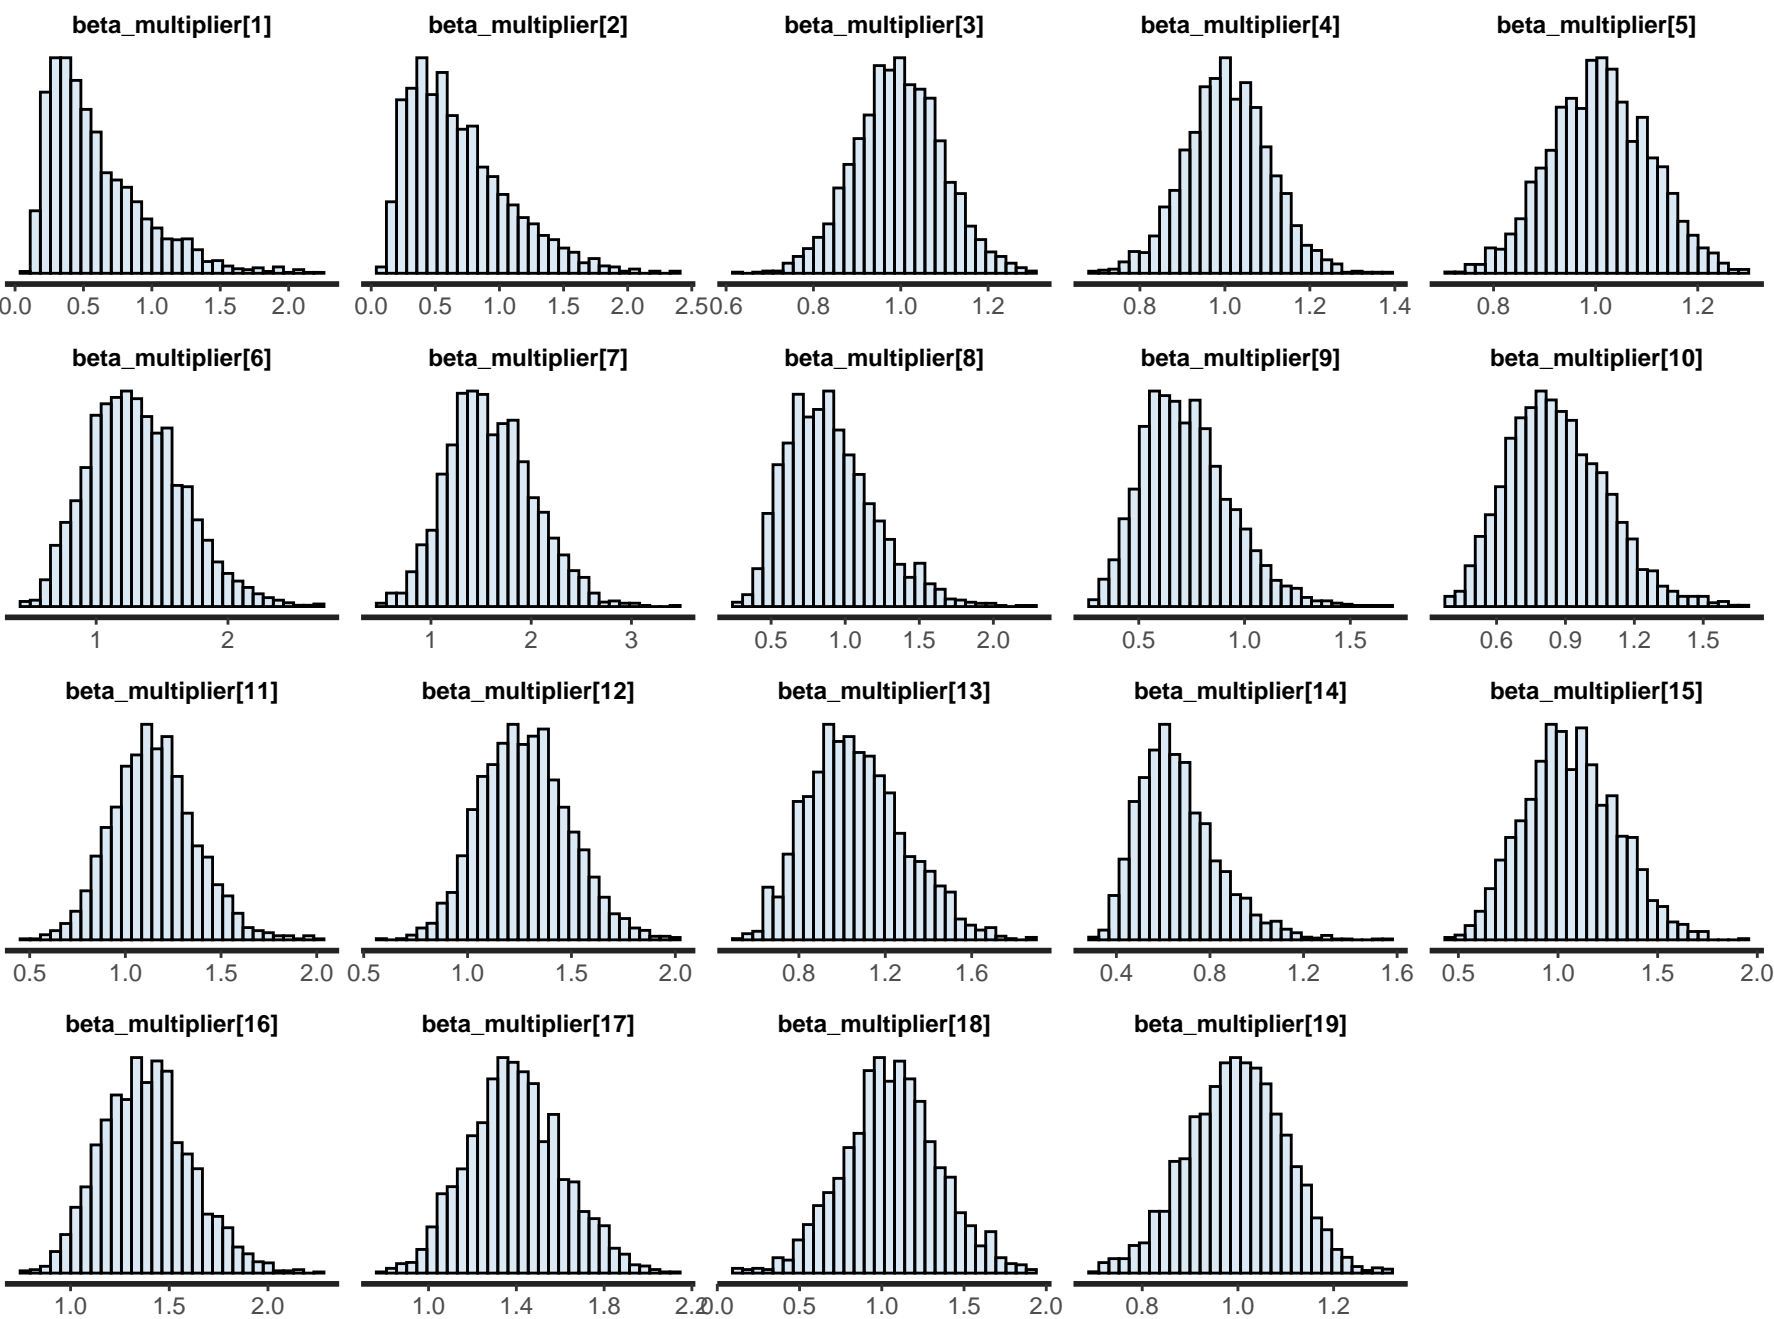 beta_multiplier[1] beta_multiplier[2] beta_multiplier[3] beta_multiplier[4] beta_multiplier[5]
0.0 0.5 1.0 1.5 2.0 0.0 0.5 1.0 1.5 2.0 2.5 0.6 0.8 1.0 1.2 0.8 1.0 1.2 1.4 0.8 1.0 1.2
beta_multiplier[6] beta_multiplier[7] beta_multiplier[8] beta_multiplier[9] beta_multiplier[10]
1 2 1 2 3 0.5 1.0 1.5 2.0 0.5 1.0 1.5 0.6 0.9 1.2 1.5
beta_multiplier[11] beta_multiplier[12] beta_multiplier[13] beta_multiplier[14] beta_multiplier[15]
0.5 1.0 1.5 2.0 0.5 1.0 1.5 2.0 0.8 1.2 1.6 0.4 0.8 1.2 1.6 0.5 1.0 1.5 2.0
beta_multiplier[16] beta_multiplier[17] beta_multiplier[18] beta_multiplier[19]
1.0 1.5 2.0 1.0 1.4 1.8 2.2 0.0 0.5 1.0 1.5 2.0 0.8 1.0 1.2